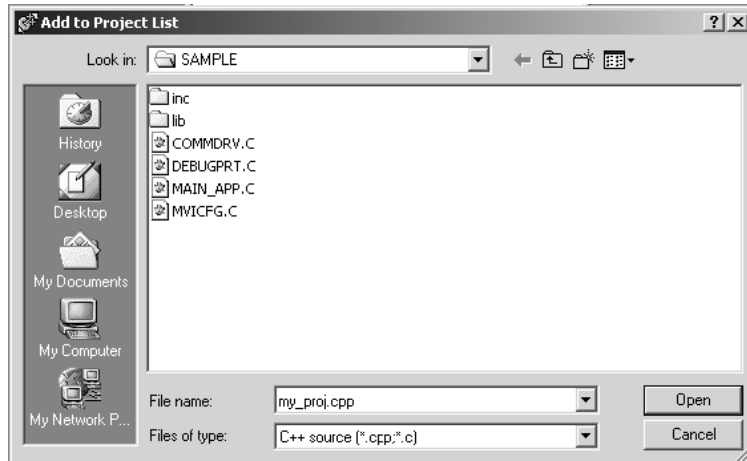 Add to Project List
Look in: SAMPLE
inc
lib
COMMDRV.C
DEBUGPRT.C
MAIN_APP.C
MVICFG.C
History
Desktop
My Documents
My Computer
My Network P...
File name: my_proj.cpp Open
Files of type: C++ source (*.cpp;*.c) Cancel